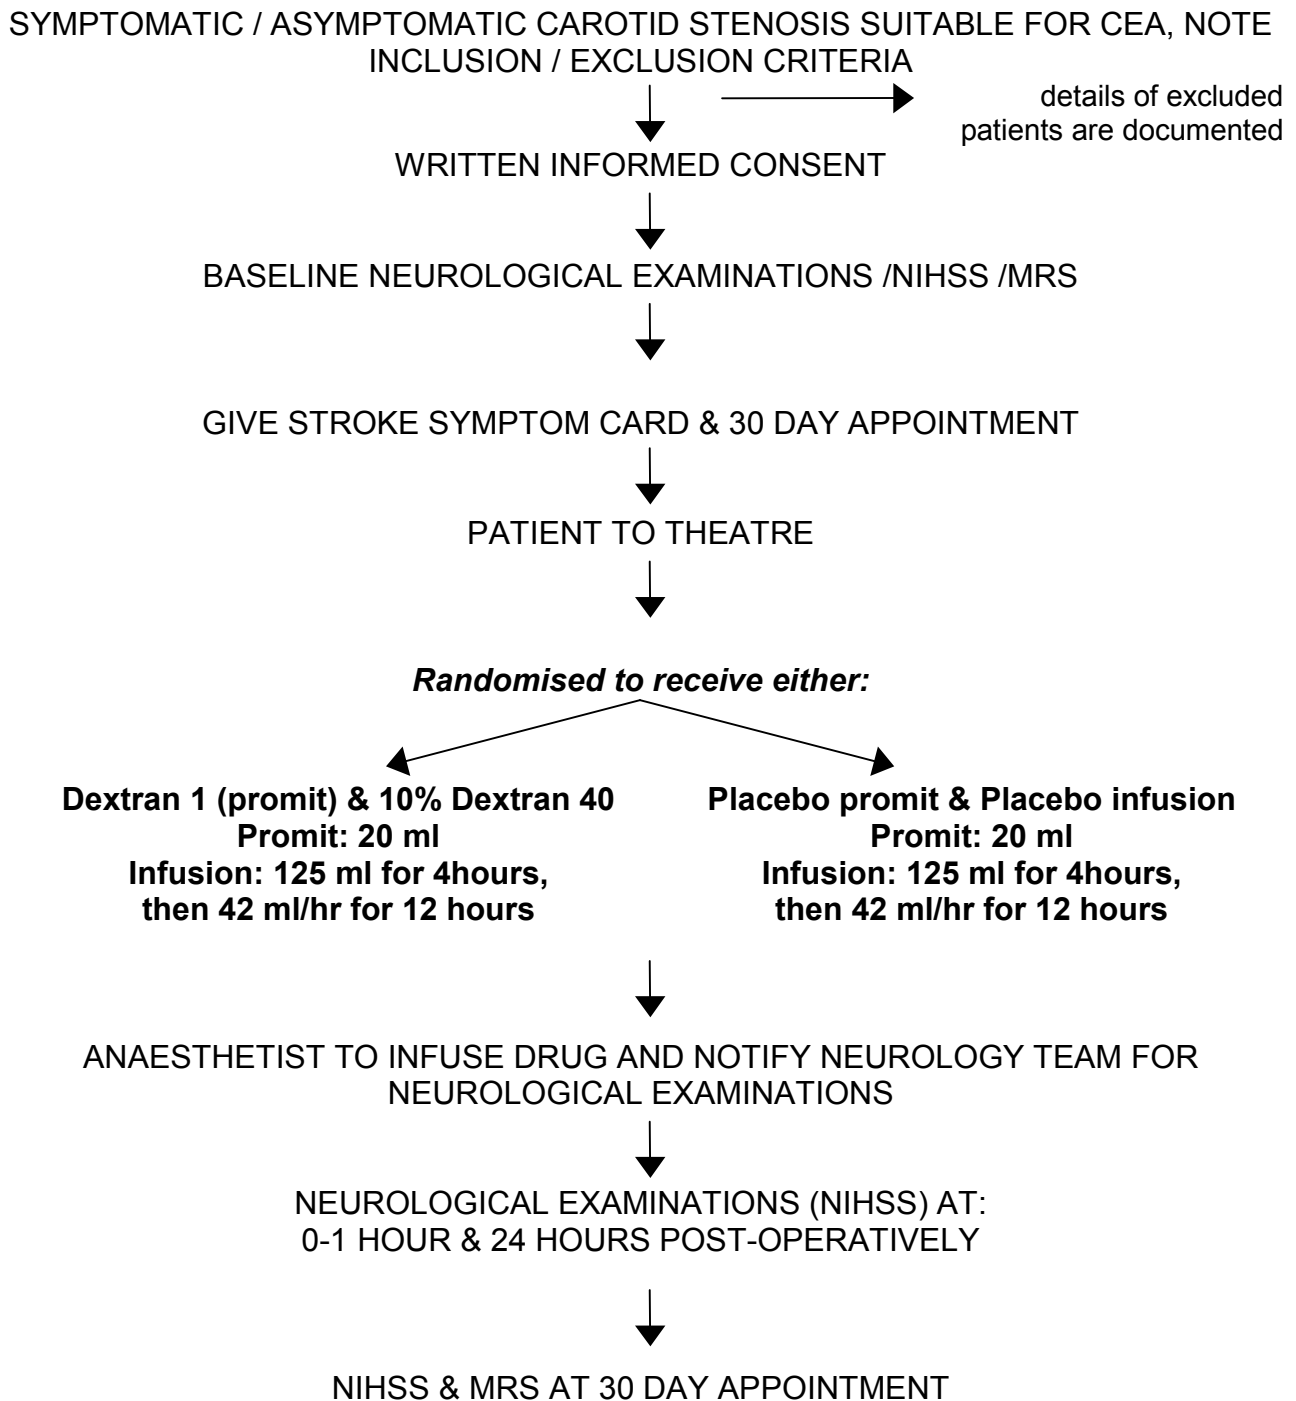 SYMPTOMATIC / ASYMPTOMATIC CAROTID STENOSIS SUITABLE FOR CEA, NOTE
INCLUSION / EXCLUSION CRITERIA
details of excluded
patients are documented
WRITTEN INFORMED CONSENT
BASELINE NEUROLOGICAL EXAMINATIONS /NIHSS /MRS
GIVE STROKE SYMPTOM CARD & 30 DAY APPOINTMENT
PATIENT TO THEATRE
Randomised to receive either:
Dextran 1 (promit) & 10% Dextran 40
Promit: 20 ml
Infusion: 125 ml for 4hours,
then 42 ml/hr for 12 hours
Placebo promit & Placebo infusion
Promit: 20 ml
Infusion: 125 ml for 4hours,
then 42 ml/hr for 12 hours
ANAESTHETIST TO INFUSE DRUG AND NOTIFY NEUROLOGY TEAM FOR
NEUROLOGICAL EXAMINATIONS
NEUROLOGICAL EXAMINATIONS (NIHSS) AT:
0-1 HOUR & 24 HOURS POST-OPERATIVELY
NIHSS & MRS AT 30 DAY APPOINTMENT